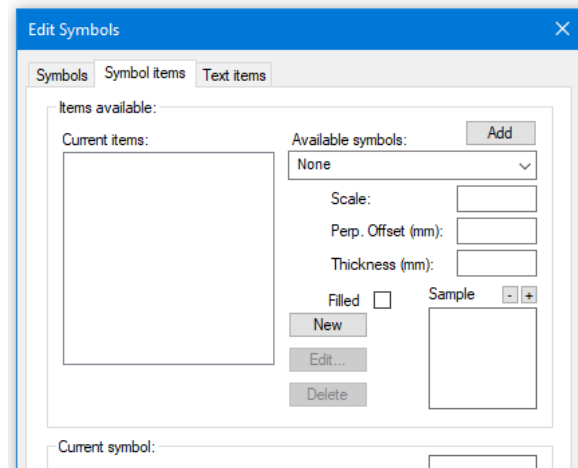 Edit Symbols
Symbols Symbol items Text items
Items available:
Current items:
Available symbols:
Add
None
Scale:
Perp. Offset (mm):
Thickness (mm):
Filled
Sample - +
New
Edit...
Delete
Current symbol: